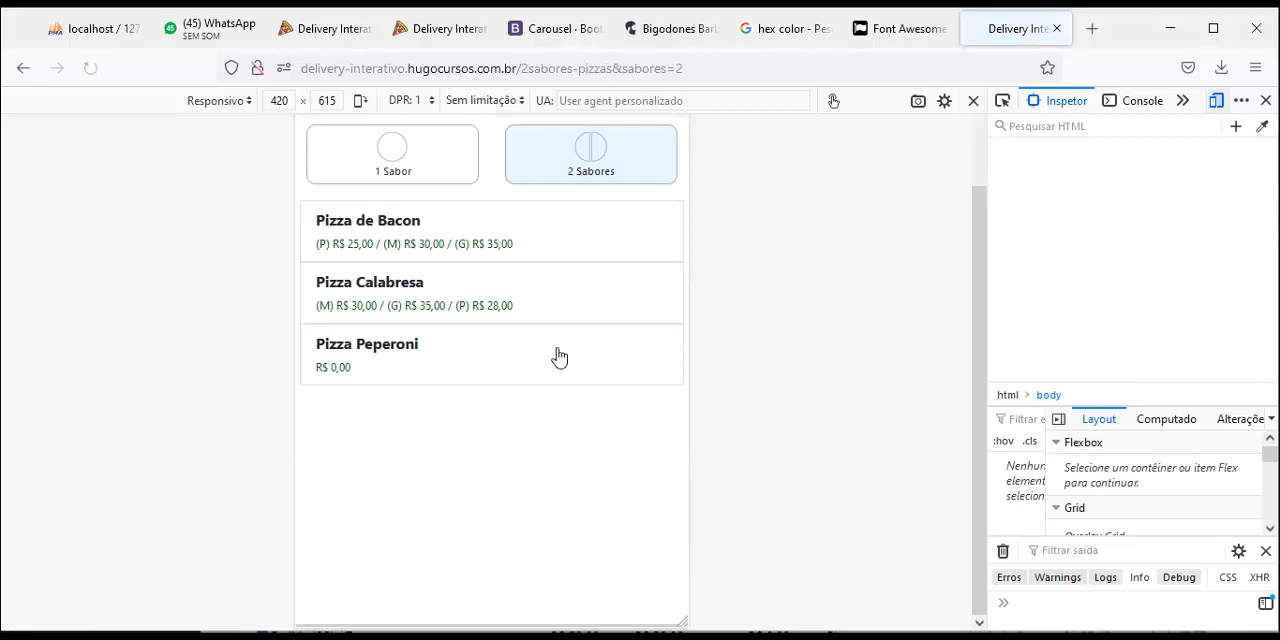 localhost / 127
(45) WhatsApp
SEM SOM
Delivery Interat
Delivery Interat
Carousel · Boot
Bigodones Barb
hex color - Pes
Font Awesome
Delivery Inte
delivery-interativo.hugocursos.com.br/2sabores-pizzas&sabores=2
Responsivo 420 × 615 DPR: 1 Sem limitação UA: User agent personalizado
Inspetor Console
Pesquisar HTML
1 Sabor
2 Sabores
Pizza de Bacon
(P) R$ 25,00 / (M) R$ 30,00 / (G) R$ 35,00
Pizza Calabresa
(M) R$ 30,00 / (G) R$ 35,00 / (P) R$ 28,00
Pizza Peperoni
R$ 0,00
html > body
Filtrar e
Layout Computado Alteraçõe
:hov .cls
Flexbox
Nenhun
element
selecion
Selecione um contêiner ou item Flex
para continuar.
Grid
Filtrar saída
Erros Warnings Logs Info Debug CSS XHR